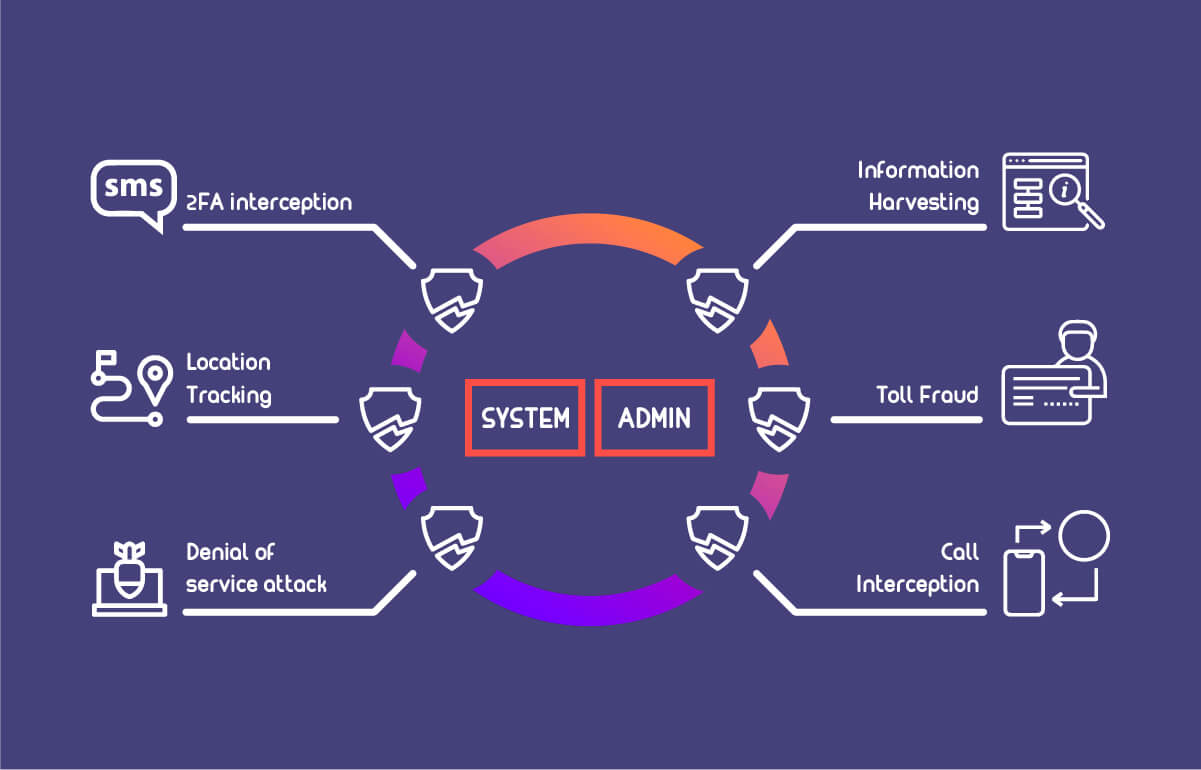 sms
2FA interception
Location
Tracking
Denial of
service attack
SYSTEM
ADMIN
Information
Harvesting
i
Toll Fraud
Call
Interception